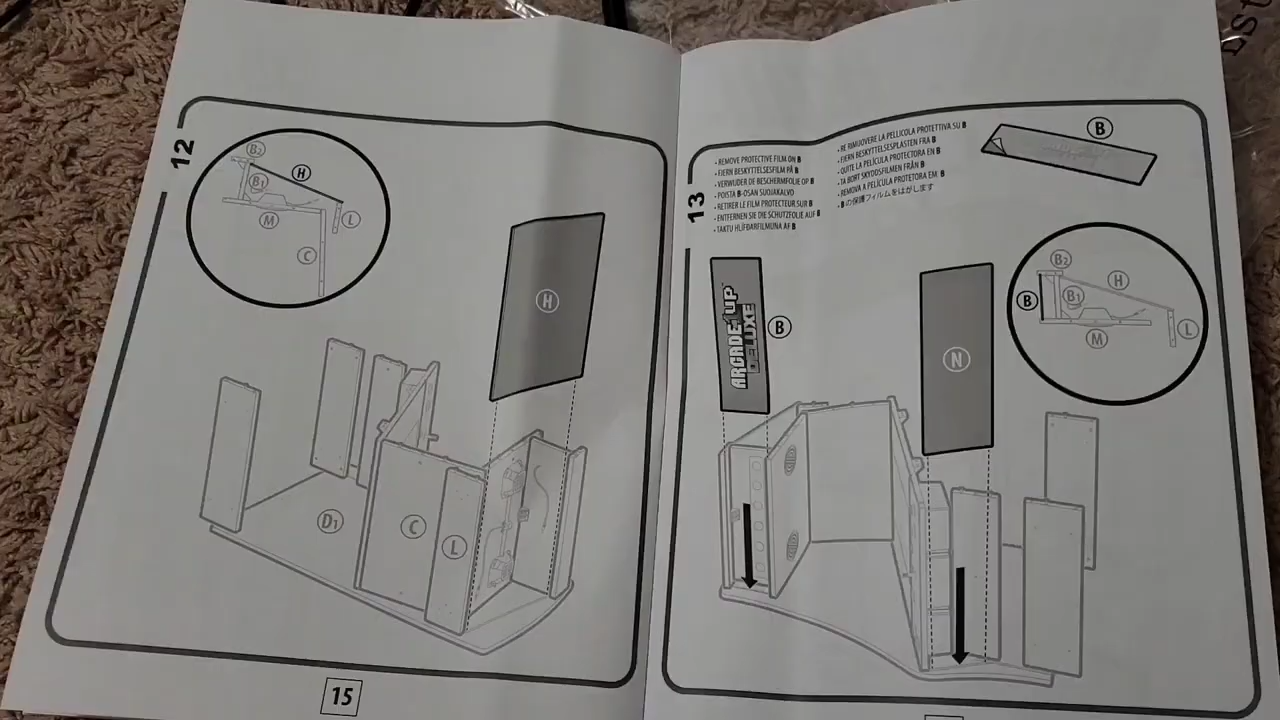 12
B2
H
B1
M
L
C
H
D1
C
L
15
13
• REMOVE PROTECTIVE FILM ON B
• FJERN BESKYTTELSESFILM PÅ B
• VERWIJDER DE BESCHERMFOLIE OP B
• POISTA B-OSAN SUOJAKALVO
• RETIRER LE FILM PROTECTEUR SUR B
• ENTFERNEN SIE DIE SCHUTZFOLIE AUF B
• TAKTU HLÍFÐARFILMUNA AF B
• RE RIMUOVERE LA PELLICOLA PROTETTIVA SU B
• FJERN BESKYTTELSESPLASTEN FRA B
• QUITE LA PELÍCULA PROTECTORA EN B
• TA BORT SKYDDSFILMEN FRÅN B
• REMOVA A PELÍCULA PROTETORA EM B
• B の保護フィルムをはがします
B
ARCADE1UP
DELUXE
B
N
B2
H
B
B1
M
L